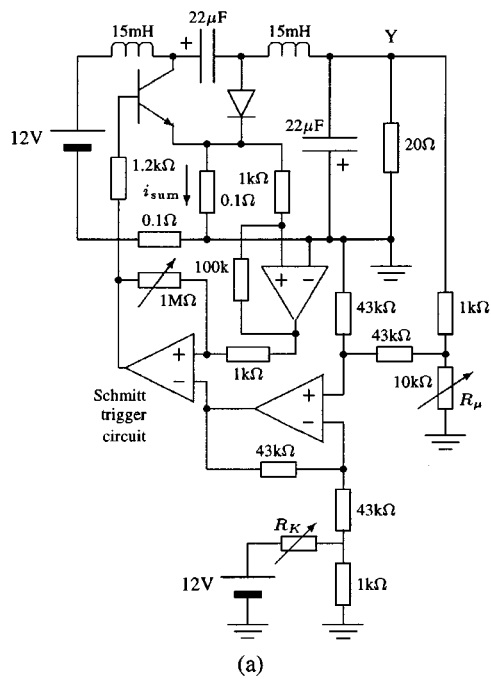 22μF
15mH
15mH
Y
+
12V
22μF
+
20Ω
1.2kΩ
1kΩ
i_sum
0.1Ω
0.1Ω
100k
+ −
1MΩ
43kΩ
1kΩ
43kΩ
+
−
1kΩ
10kΩ
R_μ
Schmitt
trigger
circuit
+
−
43kΩ
43kΩ
R_K
12V
1kΩ
(a)